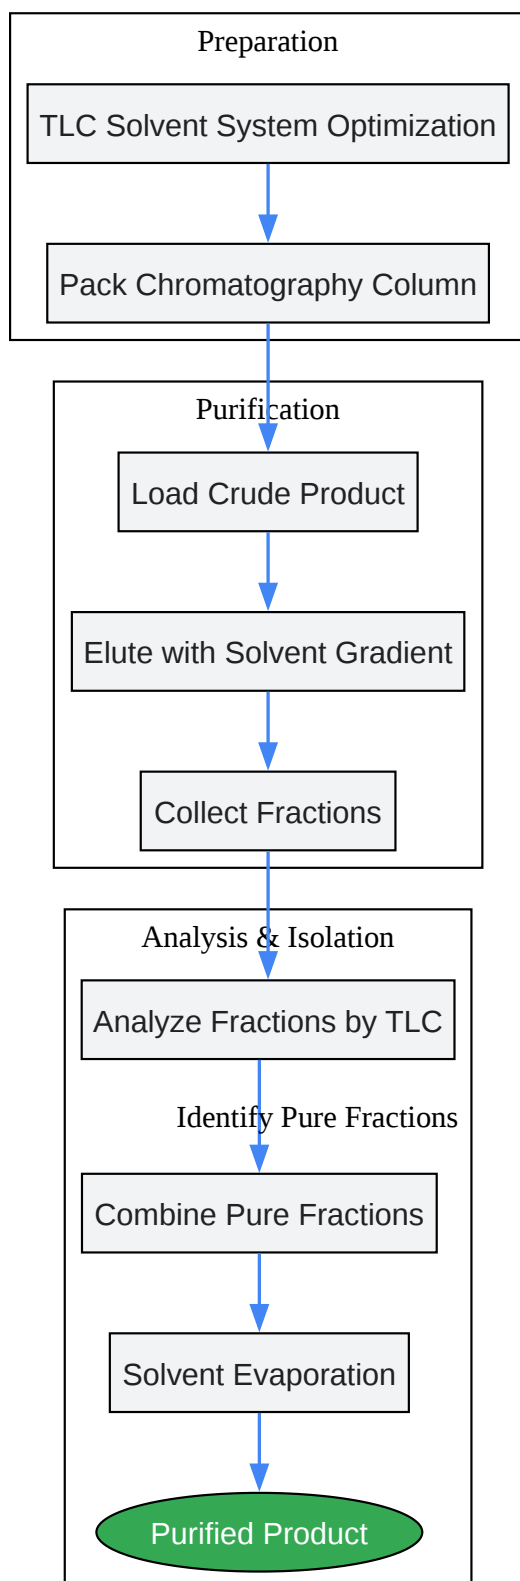 Preparation
TLC Solvent System Optimization
Pack Chromatography Column
Purification
Load Crude Product
Elute with Solvent Gradient
Collect Fractions
Analysis & Isolation
Analyze Fractions by TLC
Identify Pure Fractions
Combine Pure Fractions
Solvent Evaporation
Purified Product